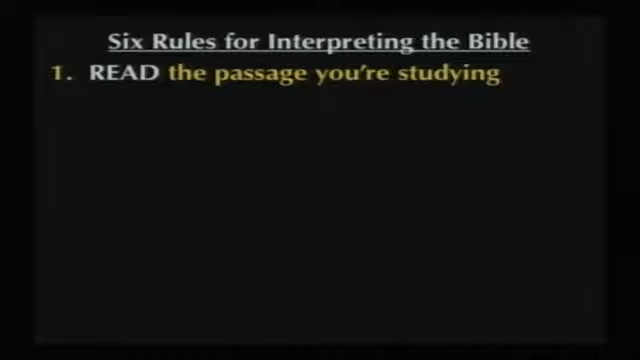 Six Rules for Interpreting the Bible
1. READ the passage you're studying